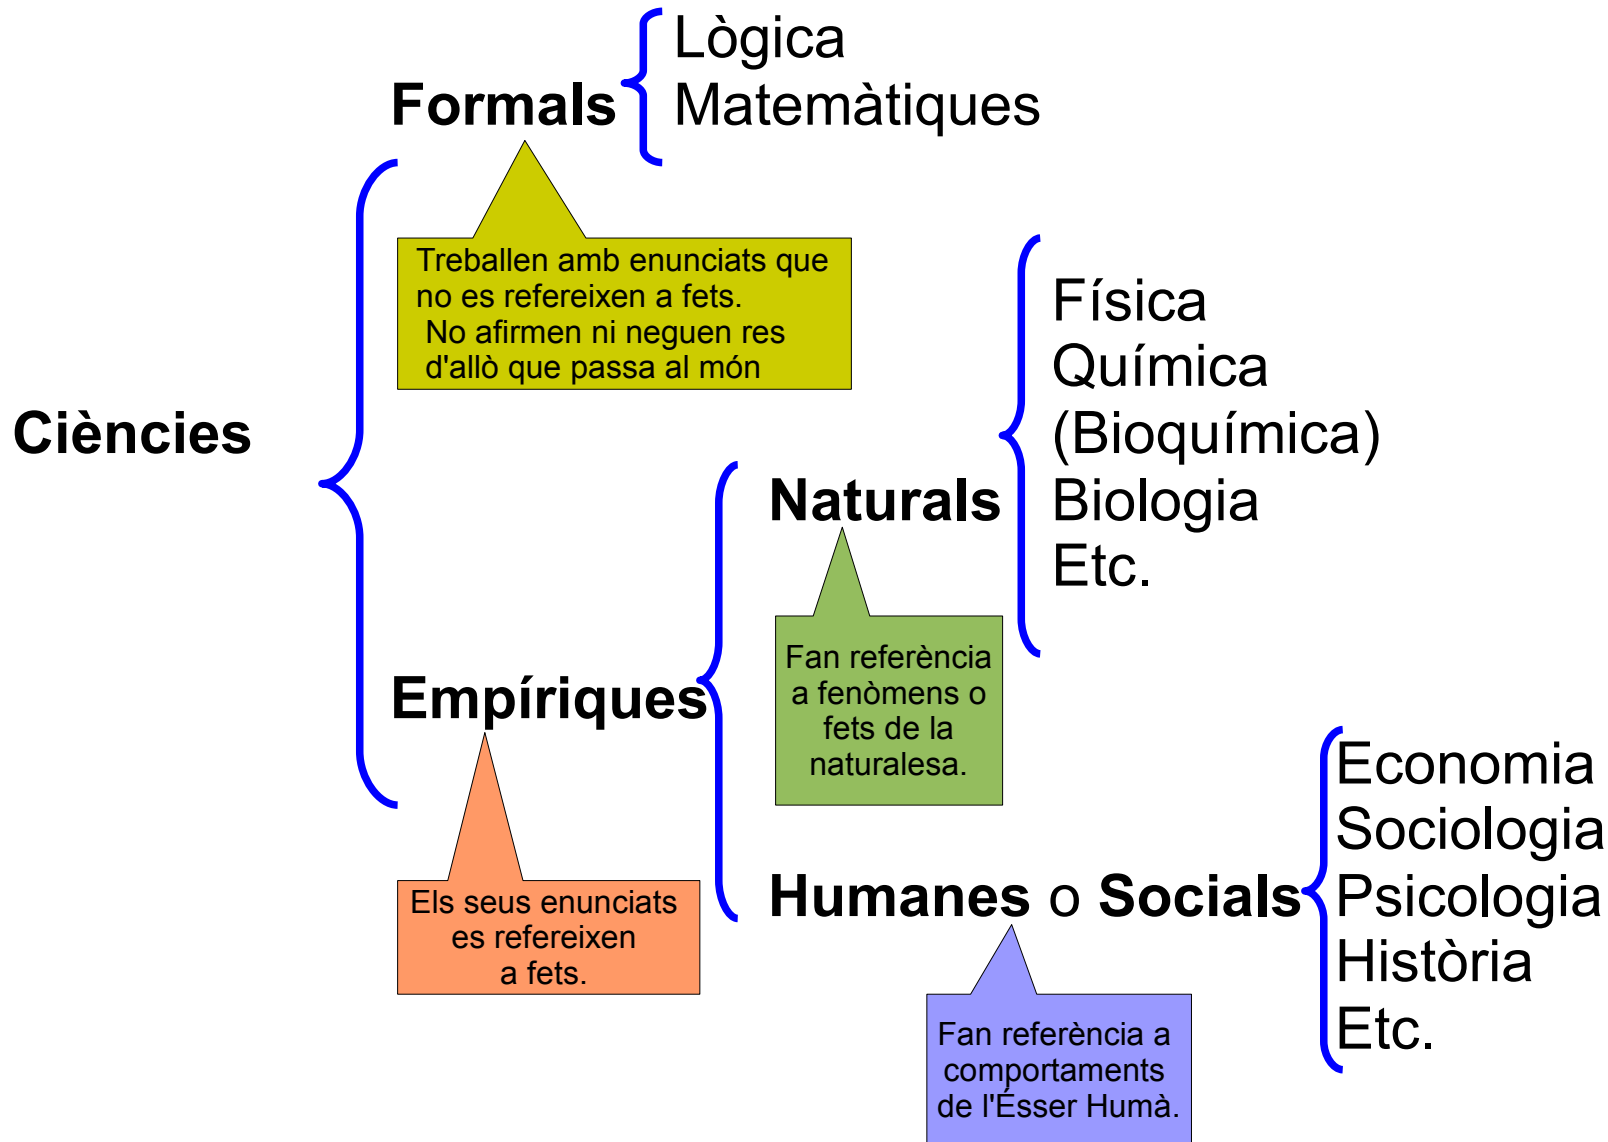 Lògica
Formals
Matemàtiques
Treballen amb enunciats que
no es refereixen a fets.
No afirmen ni neguen res
d'allò que passa al món
Ciències
Física
Química
(Bioquímica)
Biologia
Etc.
Naturals
Fan referència
a fenòmens o
fets de la
naturalesa.
Empíriques
Els seus enunciats
es refereixen
a fets.
Humanes o Socials
Economia
Sociologia
Psicologia
Història
Etc.
Fan referència a
comportaments
de l'Ésser Humà.